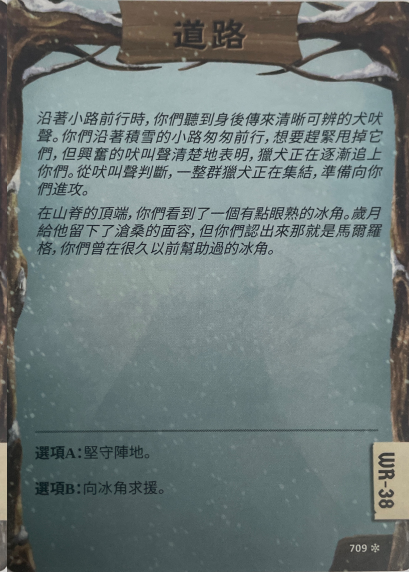 道路
沿著小路前行時，你們聽到身後傳來清晰可辨的犬吠
聲。你們沿著積雪的小路匆匆前行，想要趕緊甩掉它
們，但興奮的吠叫聲清楚地表明，獵犬正在逐漸追上
你們。從吠叫聲判斷，一整群獵犬正在集結，準備向你
們進攻。
在山脊的頂端，你們看到了一個有點眼熟的冰角。歲月
給他留下了滄桑的面容，但你們認出來那就是馬爾羅
格，你們曾在很久以前幫助過的冰角。
選項A：堅守陣地。
選項B：向冰角求援。
WR-38
709